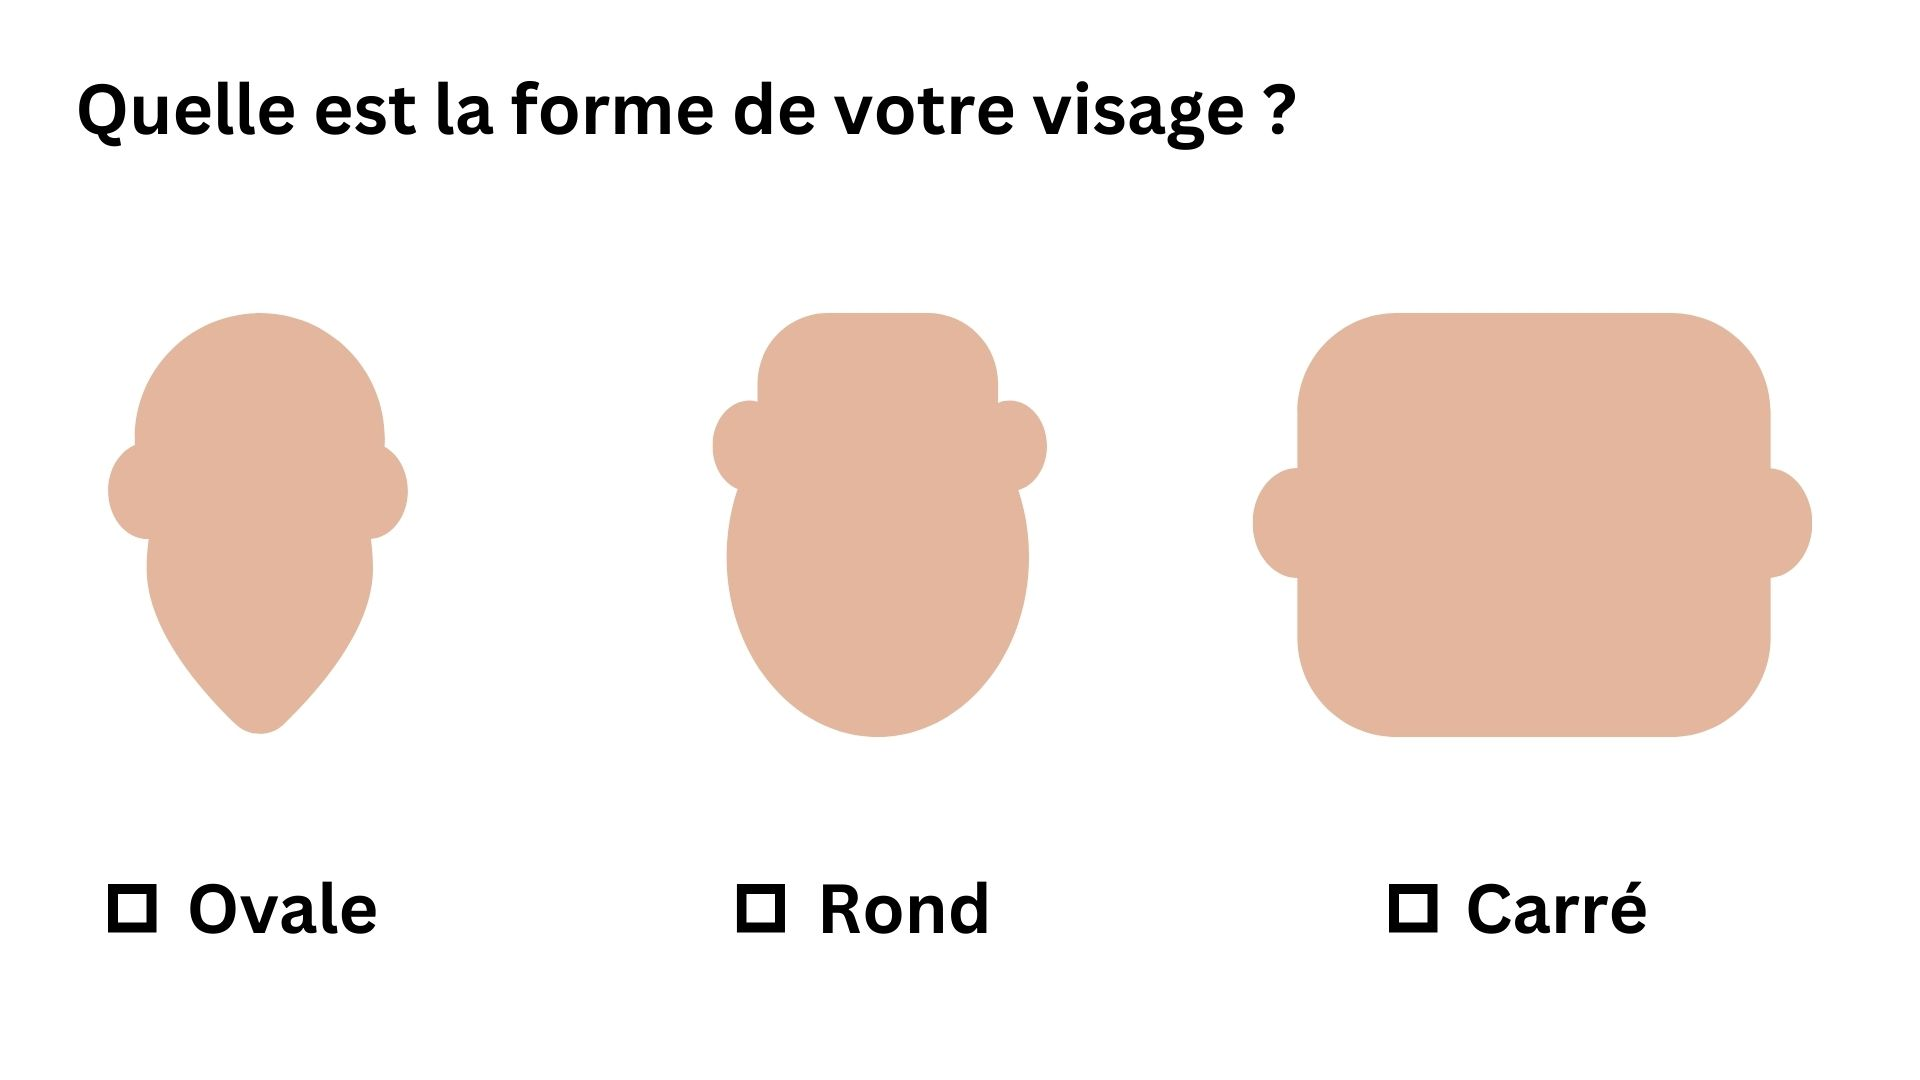 Quelle est la forme de votre visage ?
Ovale
Rond
Carré